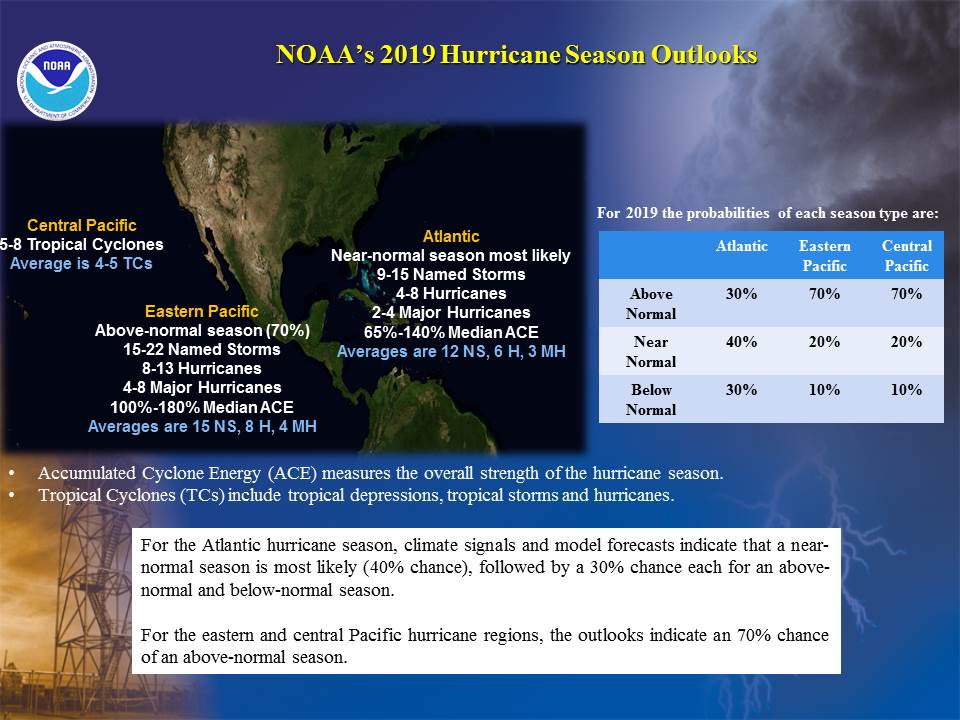 NOAA's 2019 Hurricane Season Outlooks
NATIONAL OCEANIC AND ATMOSPHERIC ADMINISTRATION
NOAA
U.S. DEPARTMENT OF COMMERCE
Central Pacific
5-8 Tropical Cyclones
Average is 4-5 TCs
Eastern Pacific
Above-normal season (70%)
15-22 Named Storms
8-13 Hurricanes
4-8 Major Hurricanes
100%-180% Median ACE
Averages are 15 NS, 8 H, 4 MH
Atlantic
Near-normal season most likely
9-15 Named Storms
4-8 Hurricanes
2-4 Major Hurricanes
65%-140% Median ACE
Averages are 12 NS, 6 H, 3 MH
For 2019 the probabilities of each season type are:
Atlantic Eastern Central
Pacific Pacific
Above 30% 70% 70%
Normal
Near 40% 20% 20%
Normal
Below 30% 10% 10%
Normal
• Accumulated Cyclone Energy (ACE) measures the overall strength of the hurricane season.
• Tropical Cyclones (TCs) include tropical depressions, tropical storms and hurricanes.
For the Atlantic hurricane season, climate signals and model forecasts indicate that a near-
normal season is most likely (40% chance), followed by a 30% chance each for an above-
normal and below-normal season.
For the eastern and central Pacific hurricane regions, the outlooks indicate an 70% chance
of an above-normal season.